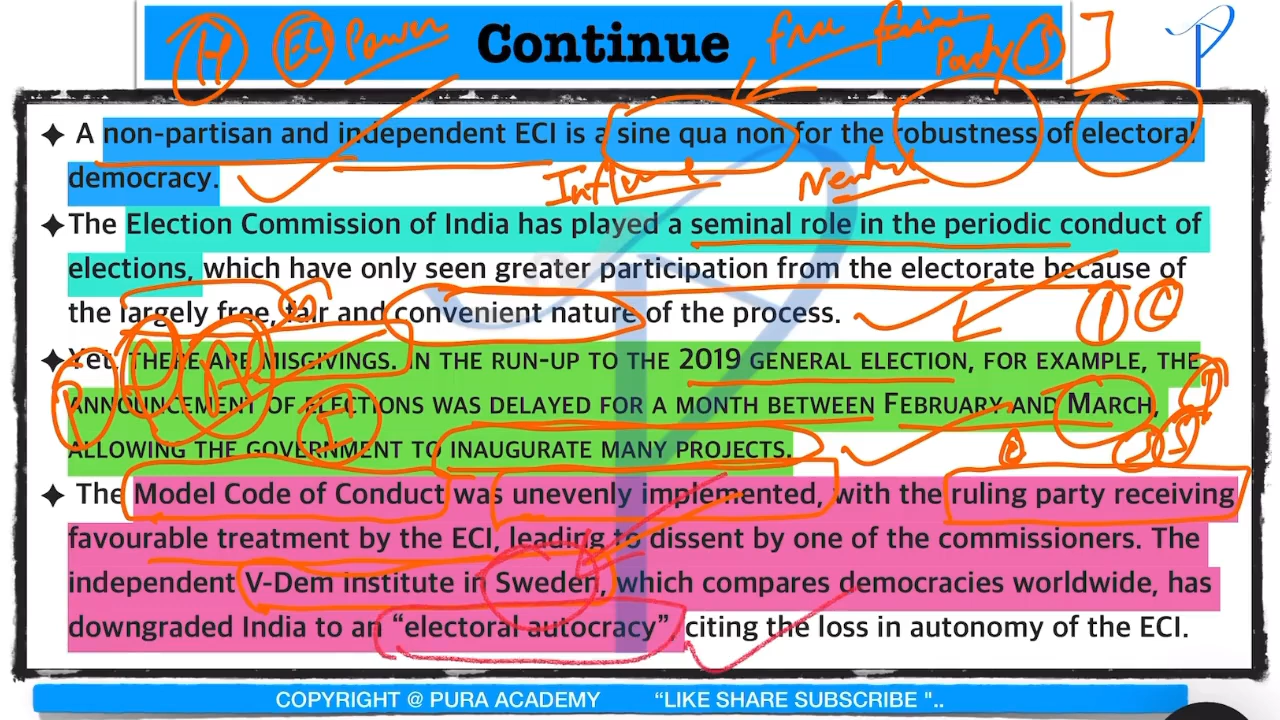 H EC Power Continue free fair Party S
✦ A non-partisan and independent ECI is a sine qua non for the robustness of electoral
democracy.
✦ The Election Commission of India has played a seminal role in the periodic conduct of
elections, which have only seen greater participation from the electorate because of
the largely free, fair and convenient nature of the process.
✦ Yet, THERE ARE MISGIVINGS. IN THE RUN-UP TO THE 2019 GENERAL ELECTION, FOR EXAMPLE, THE
ANNOUNCEMENT OF ELECTIONS WAS DELAYED FOR A MONTH BETWEEN FEBRUARY AND MARCH,
ALLOWING THE GOVERNMENT TO INAUGURATE MANY PROJECTS.
✦ The Model Code of Conduct was unevenly implemented, with the ruling party receiving
favourable treatment by the ECI, leading to dissent by one of the commissioners. The
independent V-Dem institute in Sweden, which compares democracies worldwide, has
downgraded India to an “electoral autocracy”, citing the loss in autonomy of the ECI.
COPYRIGHT @ PURA ACADEMY “LIKE SHARE SUBSCRIBE "..